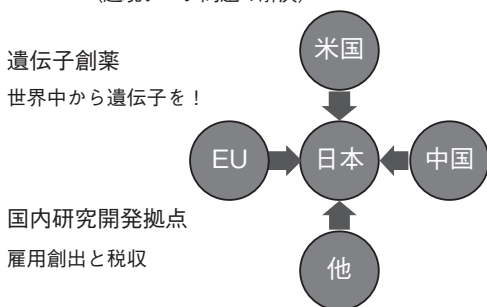 米国
遺伝子創薬
世界中から遺伝子を！
EU
日本
中国
国内研究開発拠点
雇用創出と税収
他